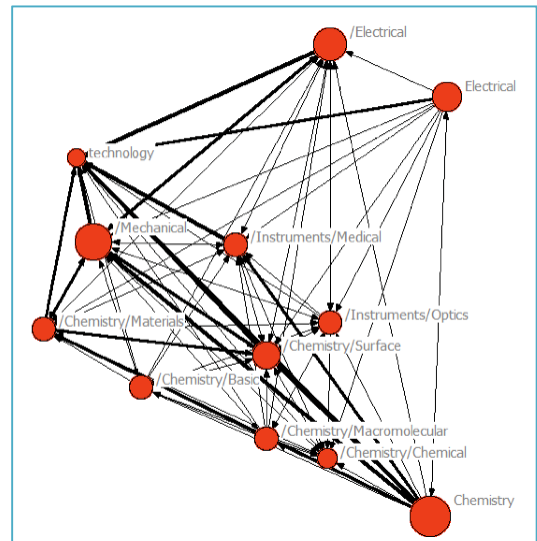 /Electrical
Electrical
technology
/Mechanical
/Instruments/Medical
/Instruments/Optics
/Chemistry/Materials
/Chemistry/Surface
/Chemistry/Basic
/Chemistry/Macromolecular
/Chemistry/Chemical
Chemistry